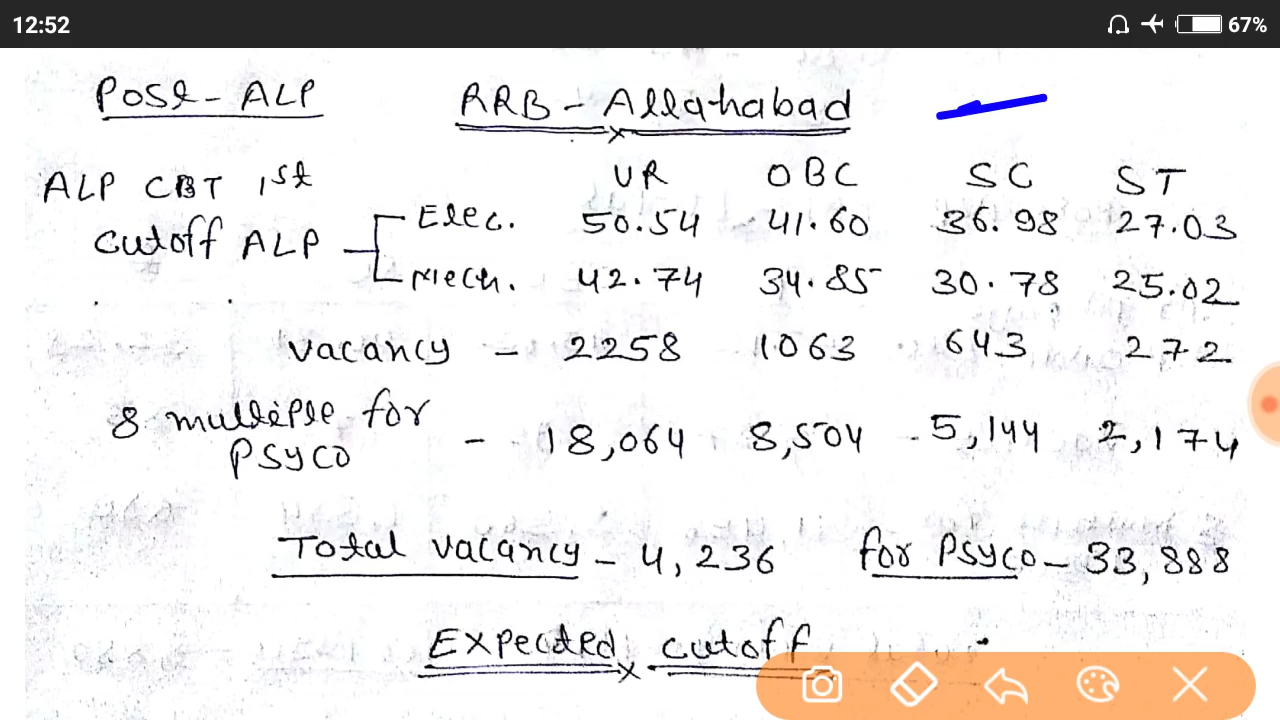 12:52 67%
Post - ALP RRB - Allahabad
UR OBC SC ST
ALP CBT 1st
cutoff ALP Elec. 50.54 41.60 36.98 27.03
Mech. 42.74 34.85 30.78 25.02
vacancy - 2258 1063 643 272
8 multiple for
PSYCO - 18,064 8,504 5,144 2,174
Total vacancy - 4,236 for PSYCO - 33,888
Expected cutoff